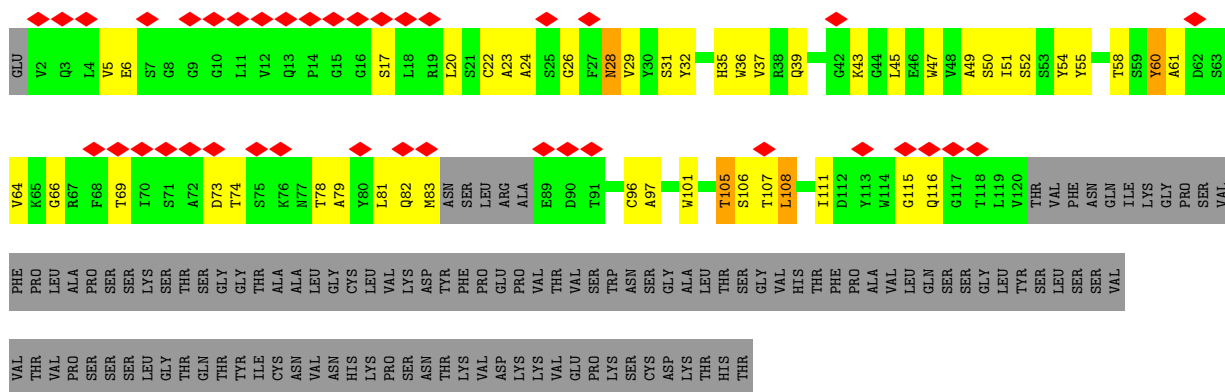 GLU V2 Q3 L4 V5 E6 S7 G8 G9 G10 L11 V12 Q13 P14 G15 G16 S17 L18 R19 L20 S21 C22 A23 A24 S25 G26 F27 N28 V29 Y30 S31 Y32 H35 W36 V37 R38 Q39 G42 K43 G44 L45 E46 W47 V48 A49 S50 I51 S52 S53 Y54 Y55 T58 S59 Y60 A61 D62 S63
V64 K65 G66 R67 F68 T69 I70 S71 A72 D73 T74 S75 K76 N77 T78 A79 Y80 L81 Q82 M83 ASN SER LEU ARG ALA E89 D90 T91 C96 A97 W101 T105 S106 T107 L108 I111 D112 Y113 W114 G115 Q116 G117 T118 L119 V120 THR VAL PHE ASN GLN ILE LYS GLY PRO SER VAL
PHE PRO LEU ALA PRO SER SER LYS SER THR SER GLY GLY THR ALA ALA LEU GLY CYS LEU VAL LYS ASP TYR PHE PRO GLU PRO VAL THR VAL SER TRP ASN SER GLY ALA LEU THR SER GLY VAL HIS THR PHE PRO ALA VAL LEU GLN SER SER GLY LEU TYR SER LEU SER SER VAL
VAL THR VAL PRO SER SER SER LEU GLY THR GLN THR TYR ILE CYS ASN VAL ASN HIS LYS PRO SER ASN THR LYS VAL ASP LYS LYS VAL GLU PRO LYS SER CYS ASP LYS THR HIS THR